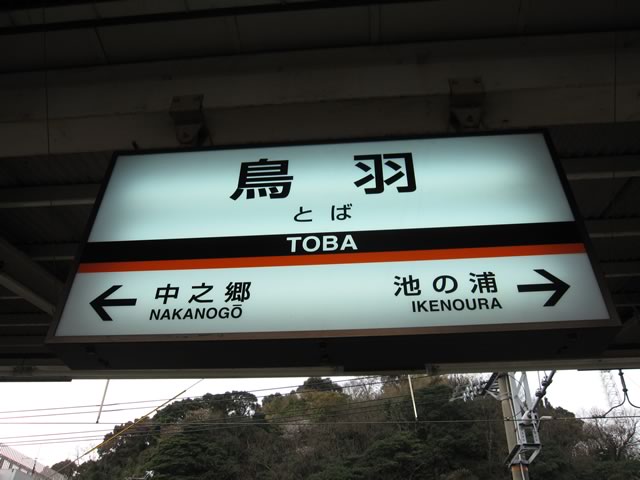 鳥羽
とば
TOBA
← 中之郷
NAKANOGŌ
池の浦 →
IKENOURA